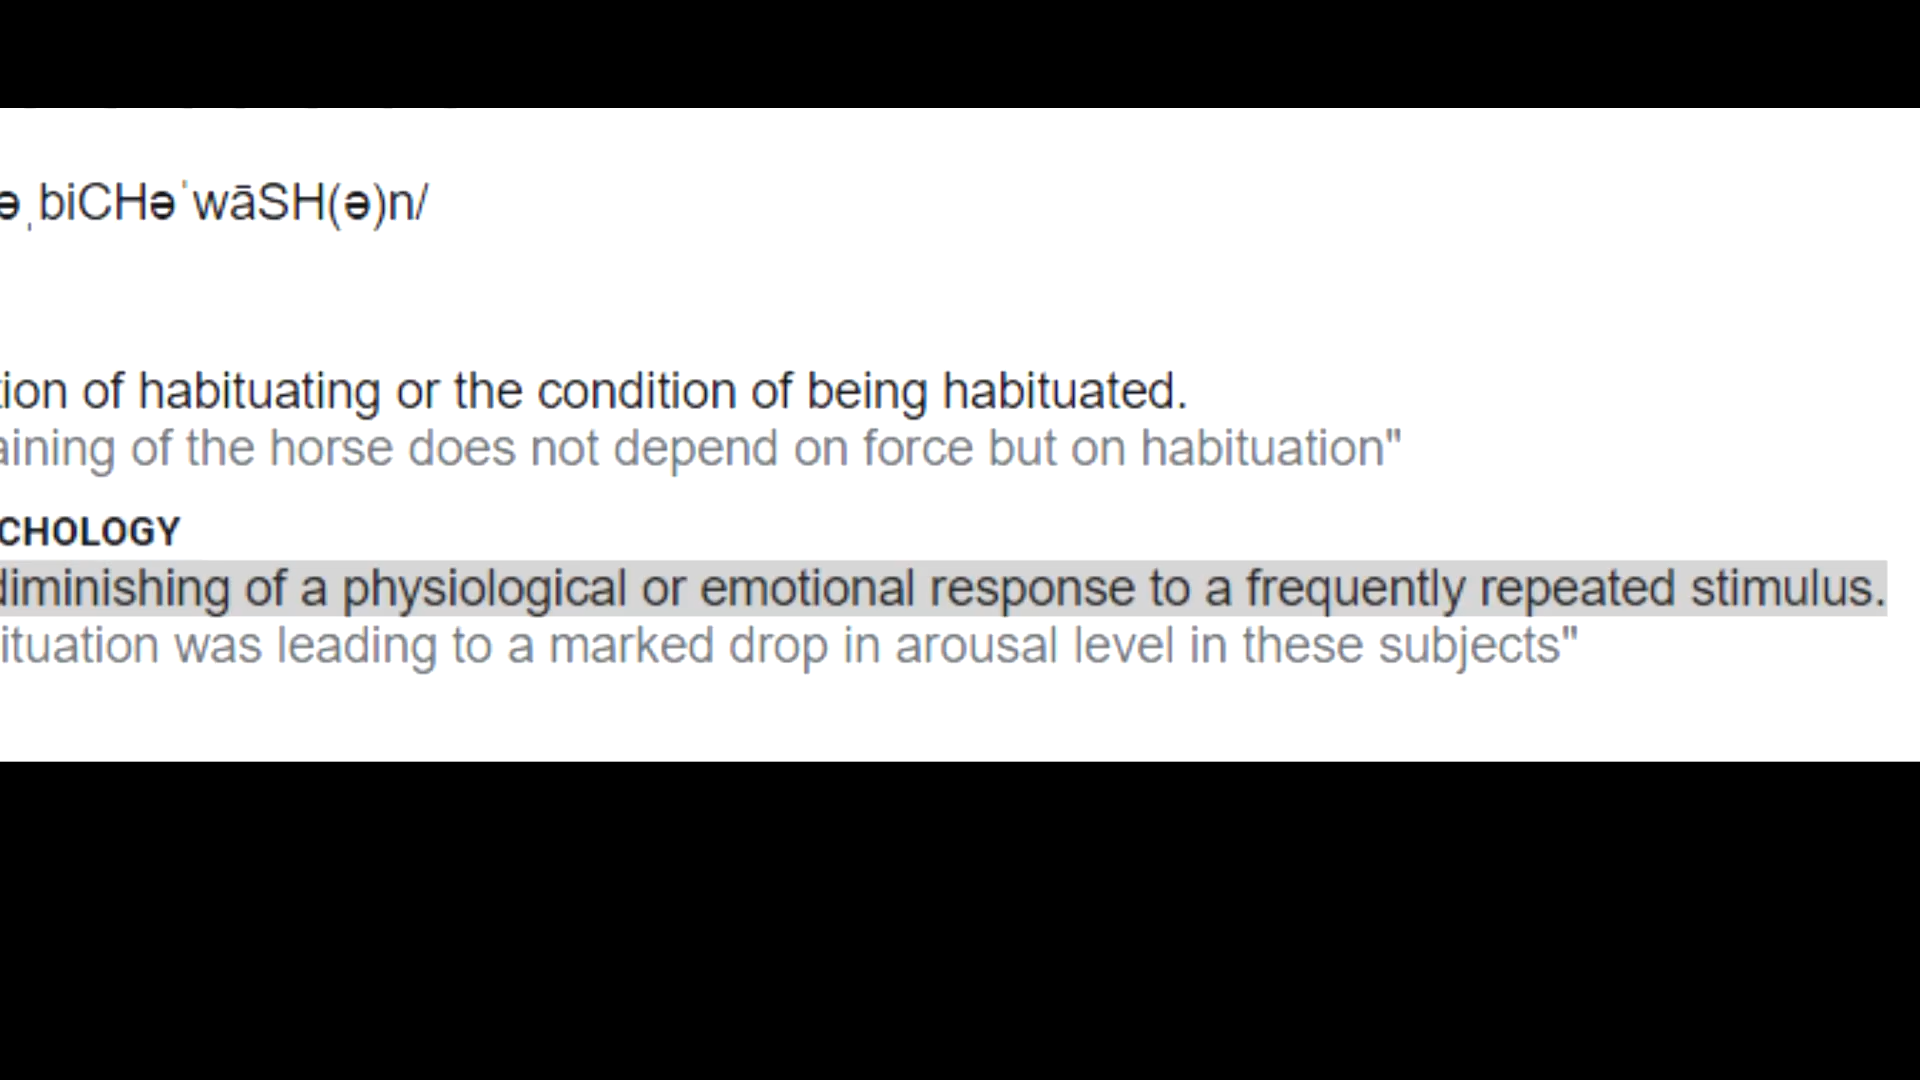 ə ˌbiCHəˈwāSH(ə)n/
tion of habituating or the condition of being habituated.
aining of the horse does not depend on force but on habituation"
CHOLOGY
diminishing of a physiological or emotional response to a frequently repeated stimulus.
ituation was leading to a marked drop in arousal level in these subjects"